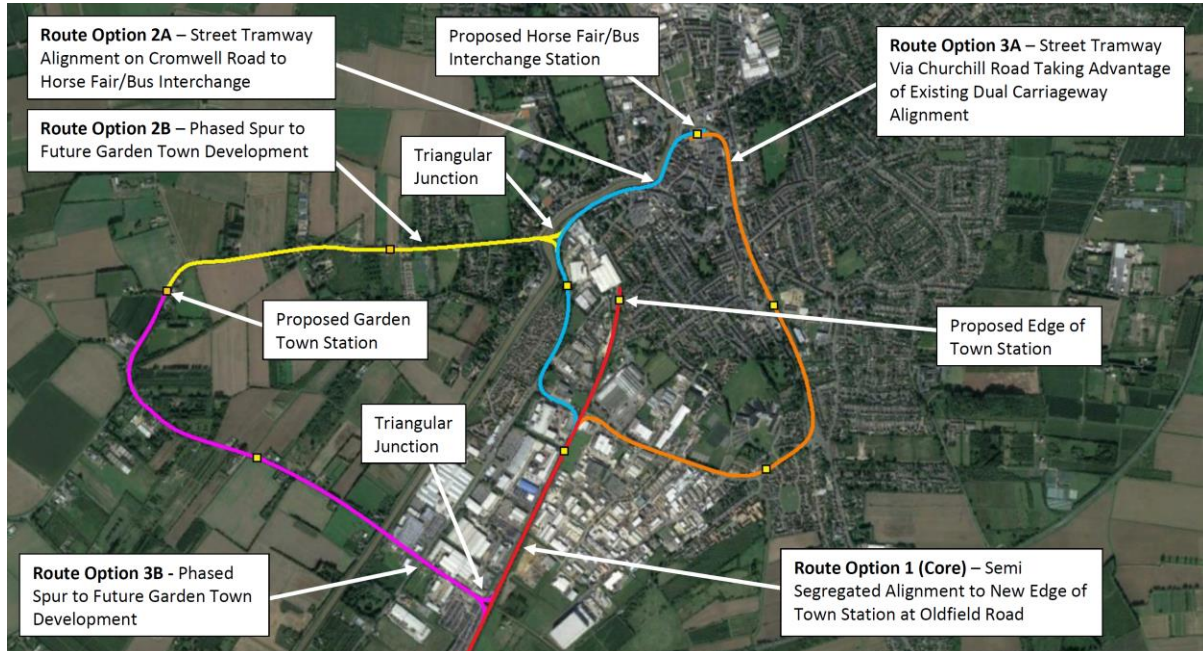 Route Option 2A – Street Tramway
Alignment on Cromwell Road to
Horse Fair/Bus Interchange
Proposed Horse Fair/Bus
Interchange Station
Route Option 3A – Street Tramway
Via Churchill Road Taking Advantage
of Existing Dual Carriageway
Alignment
Route Option 2B – Phased Spur to
Future Garden Town Development
Triangular
Junction
Proposed Garden
Town Station
Proposed Edge of
Town Station
Triangular
Junction
Route Option 3B - Phased
Spur to Future Garden Town
Development
Route Option 1 (Core) – Semi
Segregated Alignment to New Edge of
Town Station at Oldfield Road